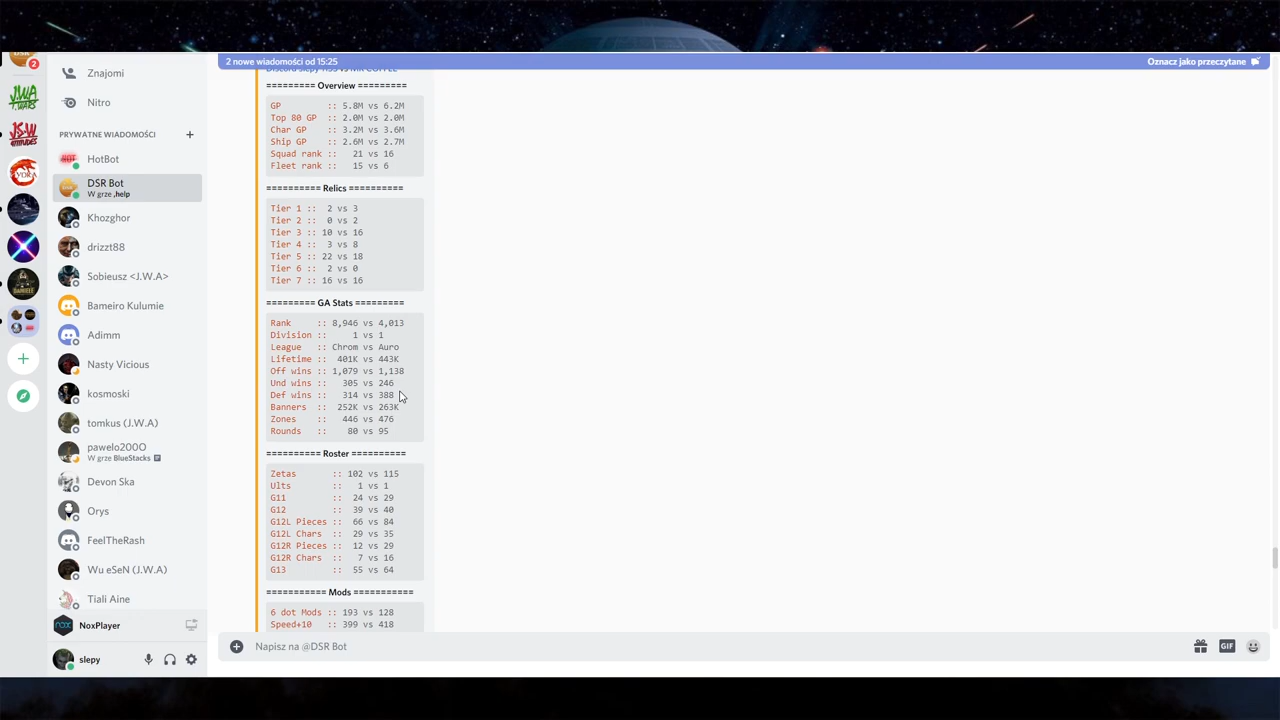 2 nowe wiadomości od 15:25
Oznacz jako przeczytane
2
Znajomi
Nitro
PRYWATNE WIADOMOŚCI
HotBot
DSR Bot
W grze ,help
Khozghor
drizzt88
Sobieusz <J.W.A>
Bameiro Kulumie
Adimm
Nasty Vicious
kosmoski
tomkus (J.W.A)
pawelo200O
W grze BlueStacks
Devon Ska
Orys
FeelTheRash
Wu eSeN (J.W.A)
Tiali Aine
NoxPlayer
slepy
========= Overview =========
GP :: 5.8M vs 6.2M
Top 80 GP :: 2.0M vs 2.0M
Char GP :: 3.2M vs 3.6M
Ship GP :: 2.6M vs 2.7M
Squad rank :: 21 vs 16
Fleet rank :: 15 vs 6
========== Relics ==========
Tier 1 :: 2 vs 3
Tier 2 :: 0 vs 2
Tier 3 :: 10 vs 16
Tier 4 :: 3 vs 8
Tier 5 :: 22 vs 18
Tier 6 :: 2 vs 0
Tier 7 :: 16 vs 16
========= GA Stats =========
Rank :: 8,946 vs 4,013
Division :: 1 vs 1
League :: Chrom vs Auro
Lifetime :: 401K vs 443K
Off wins :: 1,079 vs 1,138
Und wins :: 305 vs 246
Def wins :: 314 vs 388
Banners :: 252K vs 263K
Zones :: 446 vs 476
Rounds :: 80 vs 95
========== Roster ==========
Zetas :: 102 vs 115
Ults :: 1 vs 1
G11 :: 24 vs 29
G12 :: 39 vs 40
G12L Pieces :: 66 vs 84
G12L Chars :: 29 vs 35
G12R Pieces :: 12 vs 29
G12R Chars :: 7 vs 16
G13 :: 55 vs 64
=========== Mods ===========
6 dot Mods :: 193 vs 128
Speed+10 :: 399 vs 418
Napisz na @DSR Bot
GIF